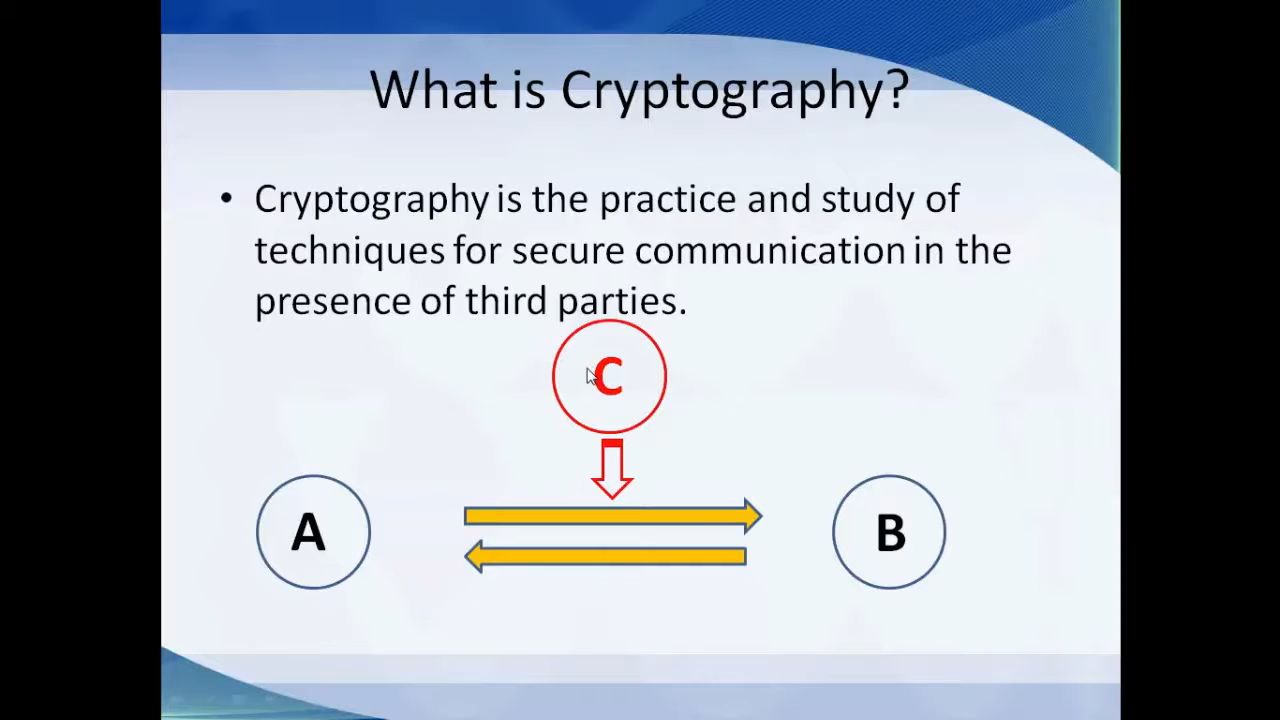 What is Cryptography?
• Cryptography is the practice and study of
techniques for secure communication in the
presence of third parties.
C
A
B